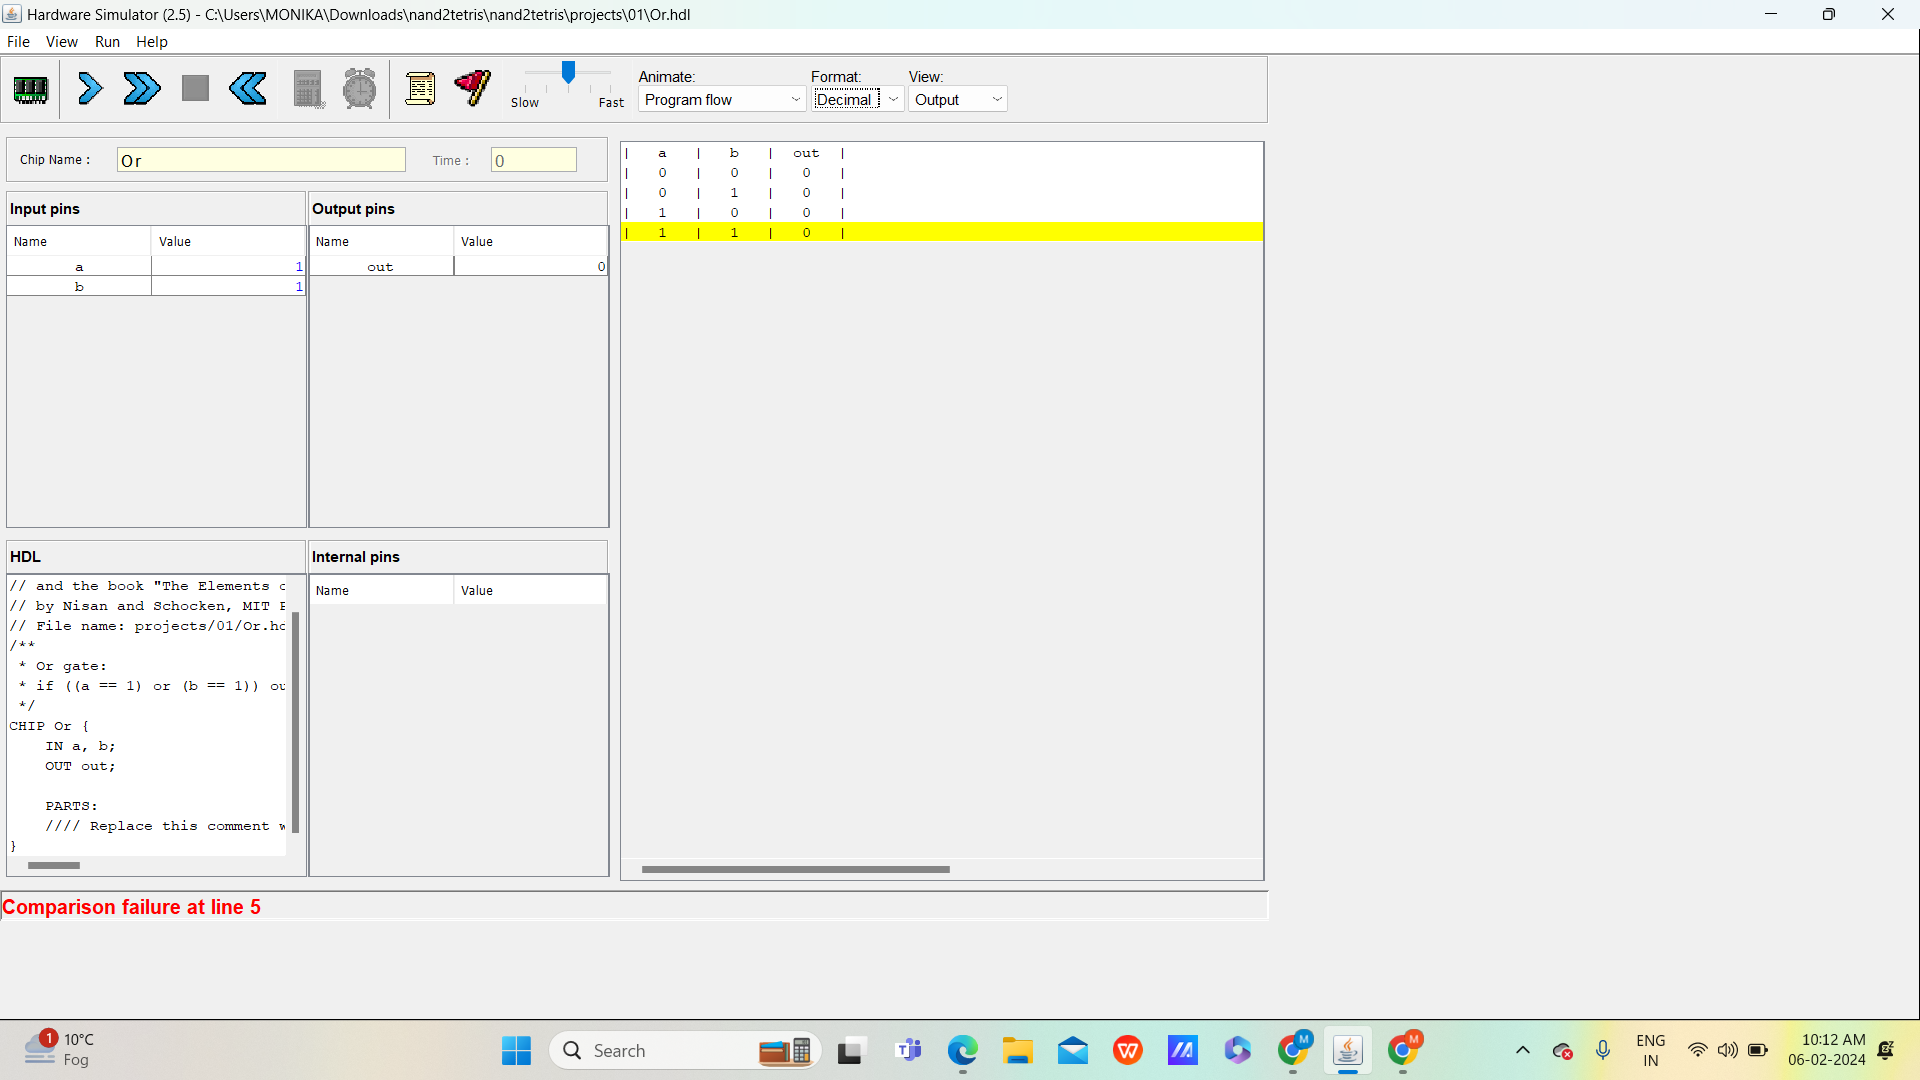 Hardware Simulator (2.5) - C:\Users\MONIKA\Downloads\nand2tetris\nand2tetris\projects\01\Or.hdl
File View Run Help
Slow Fast
Animate: Format: View:
Program flow Decimal Output
Chip Name : Or Time : 0
Input pins Output pins
Name Value Name Value
a 1 out 0
b 1
| a | b | out |
| 0 | 0 | 0 |
| 0 | 1 | 0 |
| 1 | 0 | 0 |
| 1 | 1 | 0 |
HDL Internal pins
Name Value
// and the book "The Elements
// by Nisan and Schocken, MIT
// File name: projects/01/Or.
/**
* Or gate:
* if ((a == 1) or (b == 1))
*/
CHIP Or {
IN a, b;
OUT out;
PARTS:
//// Replace this comment
}
Comparison failure at line 5
1 10°C
Fog
Search
ENG
IN
10:12 AM
06-02-2024